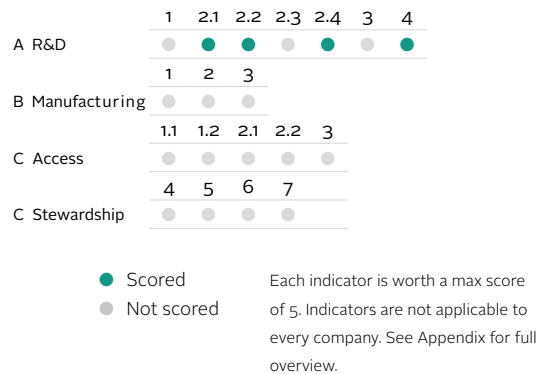 1 2.1 2.2 2.3 2.4 3 4
A R&D
1 2 3
B Manufacturing
1.1 1.2 2.1 2.2 3
C Access
4 5 6 7
C Stewardship
Scored
Not scored
Each indicator is worth a max score
of 5. Indicators are not applicable to
every company. See Appendix for full
overview.